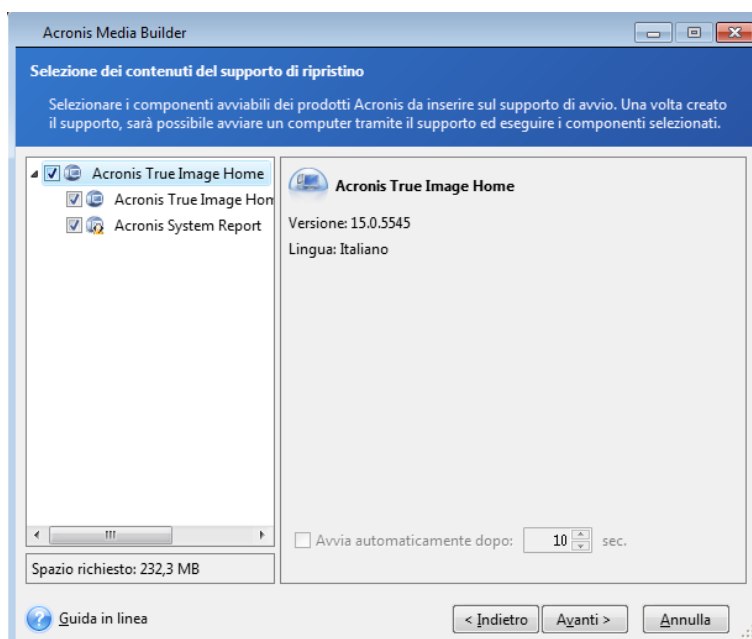 Acronis Media Builder
Selezione dei contenuti del supporto di ripristino
Selezionare i componenti avviabili dei prodotti Acronis da inserire sul supporto di avvio. Una volta creato
il supporto, sarà possibile avviare un computer tramite il supporto ed eseguire i componenti selezionati.
Acronis True Image Home
Acronis True Image Hom
Acronis System Report
Spazio richiesto: 232,3 MB
Acronis True Image Home
Versione: 15.0.5545
Lingua: Italiano
Avvia automaticamente dopo: 10 sec.
Guida in linea
< Indietro Avanti > Annulla